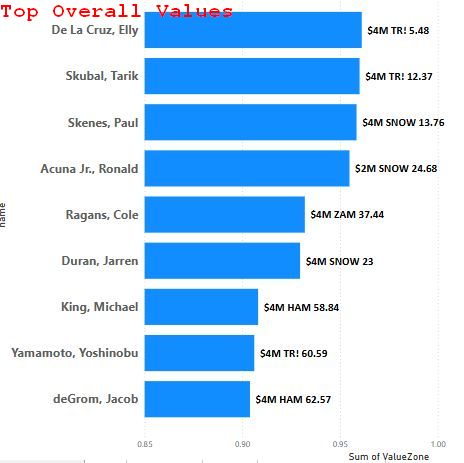 Top Overall Values
De La Cruz, Elly $4M TR! 5.48
Skubal, Tarik $4M TR! 12.37
Skenes, Paul $4M SNOW 13.76
Acuna Jr., Ronald $2M SNOW 24.68
Ragans, Cole $4M ZAM 37.44
Duran, Jarren $4M SNOW 23
King, Michael $4M HAM 58.84
Yamamoto, Yoshinobu $4M TR! 60.59
deGrom, Jacob $4M HAM 62.57
name
0.85 0.90 0.95 1.00
Sum of ValueZone